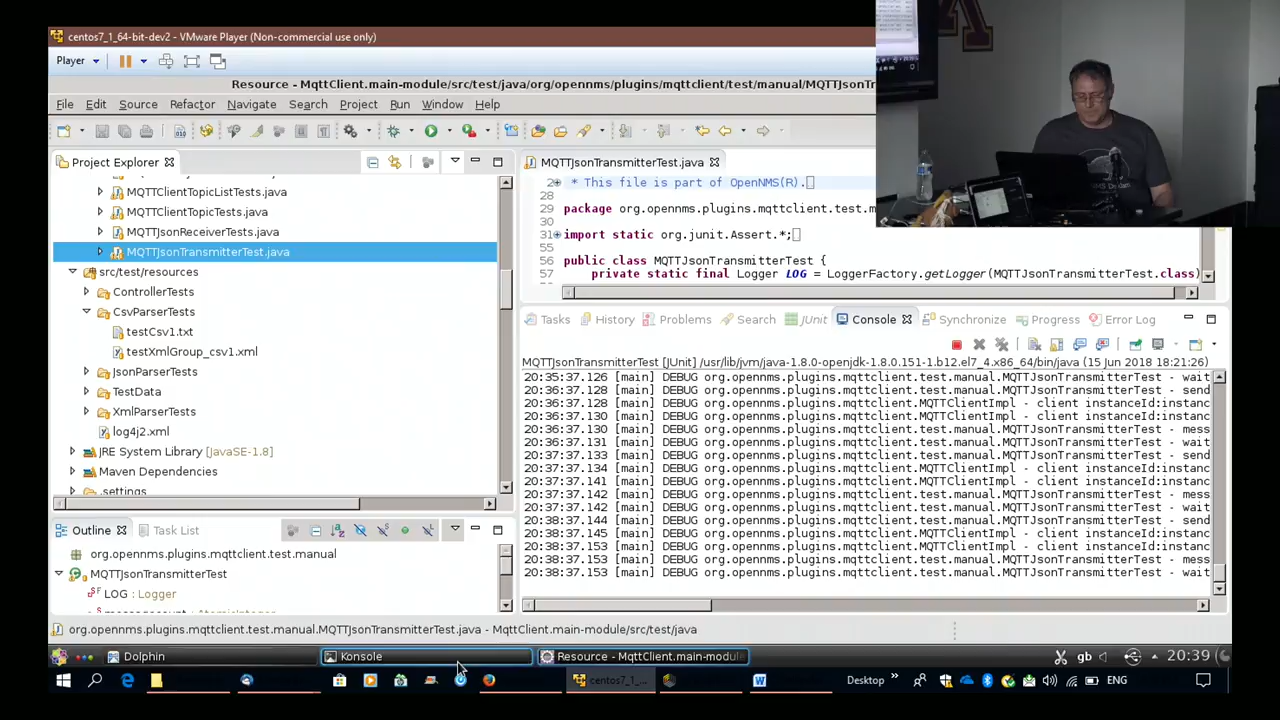 centos7_1_64-bit-dev2 - VMware Player (Non-commercial use only)
Player
Resource - MqttClient.main-module/src/test/java/org/opennms/plugins/mqttclient/test/manual/MQTTJsonTransmitterTest.j
File Edit Source Refactor Navigate Search Project Run Window Help
Project Explorer
MQTTClientTopicListTests.java
MQTTClientTopicTests.java
MQTTJsonReceiverTests.java
MQTTJsonTransmitterTest.java
src/test/resources
ControllerTests
CsvParserTests
testCsv1.txt
testXmlGroup_csv1.xml
JsonParserTests
TestData
XmlParserTests
log4j2.xml
JRE System Library [JavaSE-1.8]
Maven Dependencies
.settings
Outline Task List
org.opennms.plugins.mqttclient.test.manual
MQTTJsonTransmitterTest
LOG : Logger
messagecount : AtomicInteger
MQTTJsonTransmitterTest.java
2 * This file is part of OpenNMS(R).
28
29 package org.opennms.plugins.mqttclient.test.m
31 import static org.junit.Assert.*;
55
56 public class MQTTJsonTransmitterTest {
57 private static final Logger LOG = LoggerFactory.getLogger(MQTTJsonTransmitterTest.class)
Tasks History Problems Search JUnit Console Synchronize Progress Error Log
MQTTJsonTransmitterTest [JUnit] /usr/lib/jvm/java-1.8.0-openjdk-1.8.0.151-1.b12.el7_4.x86_64/bin/java (15 Jun 2018 18:21:26)
20:35:37.126 [main] DEBUG org.opennms.plugins.mqttclient.test.manual.MQTTJsonTransmitterTest - wait
20:36:37.128 [main] DEBUG org.opennms.plugins.mqttclient.test.manual.MQTTJsonTransmitterTest - send
20:36:37.128 [main] DEBUG org.opennms.plugins.mqttclient.MQTTClientImpl - client instanceId:instanc
20:36:37.130 [main] DEBUG org.opennms.plugins.mqttclient.MQTTClientImpl - client instanceId:instanc
20:36:37.130 [main] DEBUG org.opennms.plugins.mqttclient.test.manual.MQTTJsonTransmitterTest - mess
20:36:37.131 [main] DEBUG org.opennms.plugins.mqttclient.test.manual.MQTTJsonTransmitterTest - wait
20:37:37.133 [main] DEBUG org.opennms.plugins.mqttclient.test.manual.MQTTJsonTransmitterTest - send
20:37:37.134 [main] DEBUG org.opennms.plugins.mqttclient.MQTTClientImpl - client instanceId:instanc
20:37:37.141 [main] DEBUG org.opennms.plugins.mqttclient.MQTTClientImpl - client instanceId:instanc
20:37:37.142 [main] DEBUG org.opennms.plugins.mqttclient.test.manual.MQTTJsonTransmitterTest - mess
20:37:37.142 [main] DEBUG org.opennms.plugins.mqttclient.test.manual.MQTTJsonTransmitterTest - wait
20:38:37.144 [main] DEBUG org.opennms.plugins.mqttclient.test.manual.MQTTJsonTransmitterTest - send
20:38:37.145 [main] DEBUG org.opennms.plugins.mqttclient.MQTTClientImpl - client instanceId:instanc
20:38:37.153 [main] DEBUG org.opennms.plugins.mqttclient.MQTTClientImpl - client instanceId:instanc
20:38:37.153 [main] DEBUG org.opennms.plugins.mqttclient.test.manual.MQTTJsonTransmitterTest - mess
20:38:37.153 [main] DEBUG org.opennms.plugins.mqttclient.test.manual.MQTTJsonTransmitterTest - wait
org.opennms.plugins.mqttclient.test.manual.MQTTJsonTransmitterTest.java - MqttClient.main-module/src/test/java
Dolphin Konsole Resource - MqttClient.main-module gb 20:39
centos7_1_... Desktop ENG